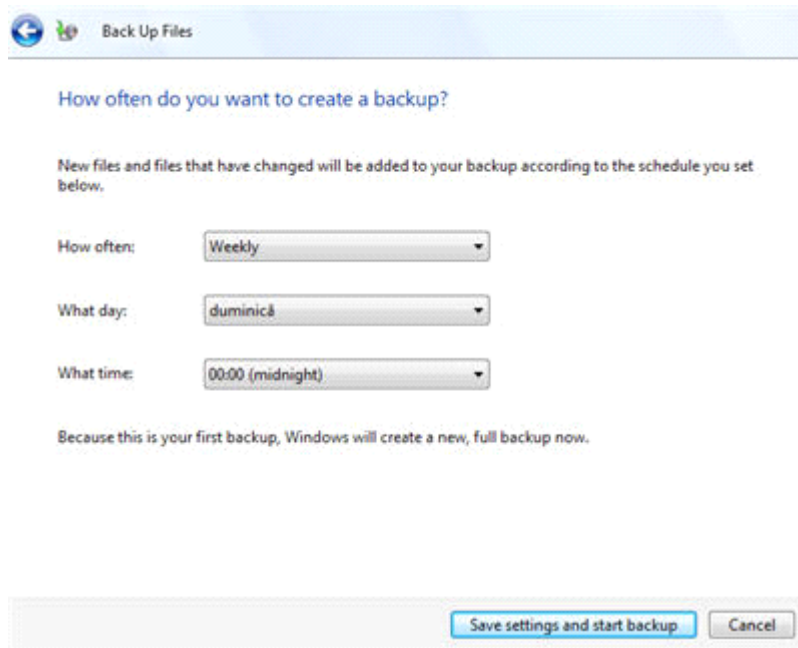 Back Up Files
How often do you want to create a backup?
New files and files that have changed will be added to your backup according to the schedule you set
below.
How often: Weekly
What day: duminică
What time: 00:00 (midnight)
Because this is your first backup, Windows will create a new, full backup now.
Save settings and start backup Cancel